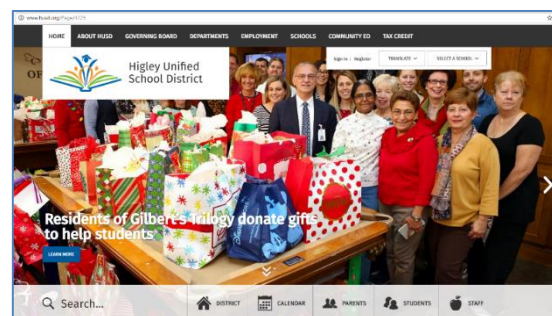 www.husd.org/Page/4725
HOME ABOUT HUSD GOVERNING BOARD DEPARTMENTS EMPLOYMENT SCHOOLS COMMUNITY ED TAX CREDIT
Higley Unified
School District
Sign In Register TRANSLATE SELECT A SCHOOL
OF
Residents of Gilbert's Trilogy donate gifts
to help students
LEARN MORE
Search... DISTRICT CALENDAR PARENTS STUDENTS STAFF